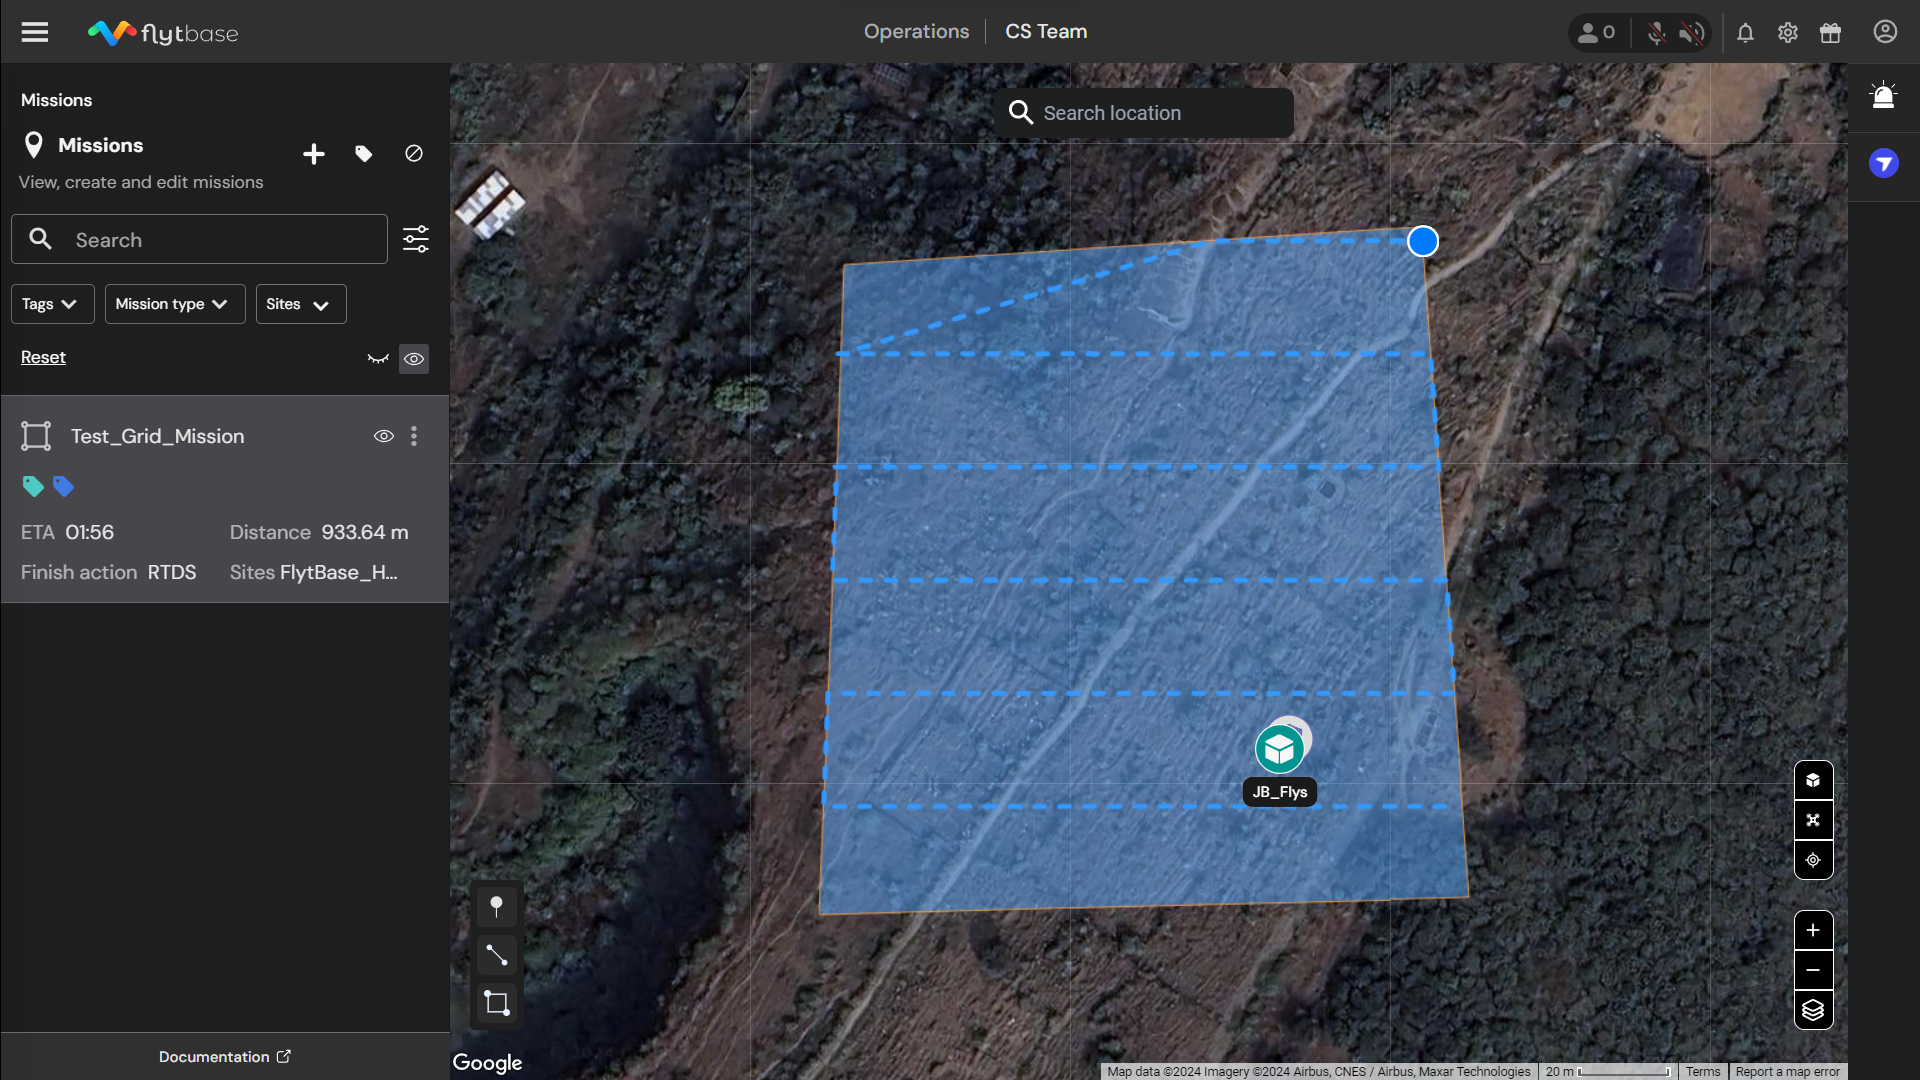 flytbase
Operations
CS Team
0
Missions
Missions
View, create and edit missions
Search
Tags
Mission type
Sites
Reset
Test_Grid_Mission
ETA 01:56
Distance 933.64 m
Finish action RTDS
Sites FlytBase_H...
Documentation
Search location
JB_Flys
Google
Map data ©2024 Imagery ©2024 Airbus, CNES / Airbus, Maxar Technologies
20 m
Terms
Report a map error